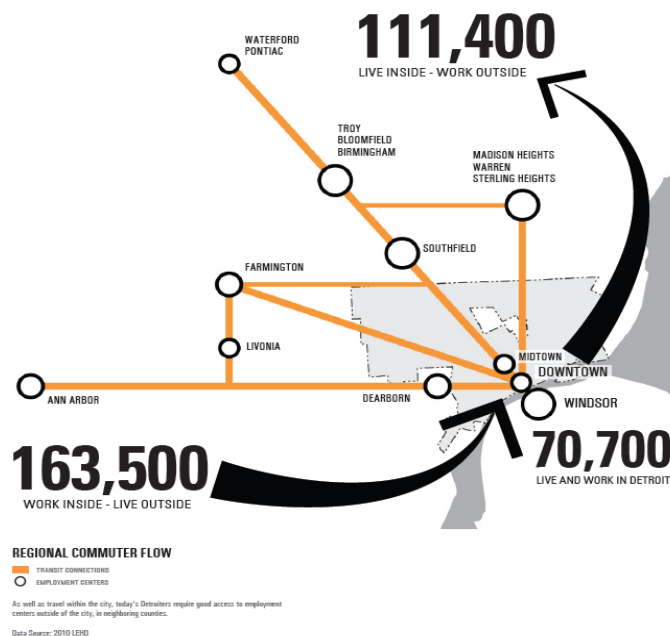 111,400
LIVE INSIDE - WORK OUTSIDE
WATERFORD
PONTIAC
TROY
BLOOMFIELD
BIRMINGHAM
MADISON HEIGHTS
WARREN
STERLING HEIGHTS
SOUTHFIELD
FARMINGTON
LIVONIA
MIDTOWN
DOWNTOWN
ANN ARBOR
DEARBORN
WINDSOR
163,500
WORK INSIDE - LIVE OUTSIDE
70,700
LIVE AND WORK IN DETROIT
REGIONAL COMMUTER FLOW
TRANSIT CONNECTIONS
EMPLOYMENT CENTERS
As well as travel within the city, today's Detroiters require good access to employment
centers outside of the city, in neighboring counties.
Data Source: 2010 LEHD